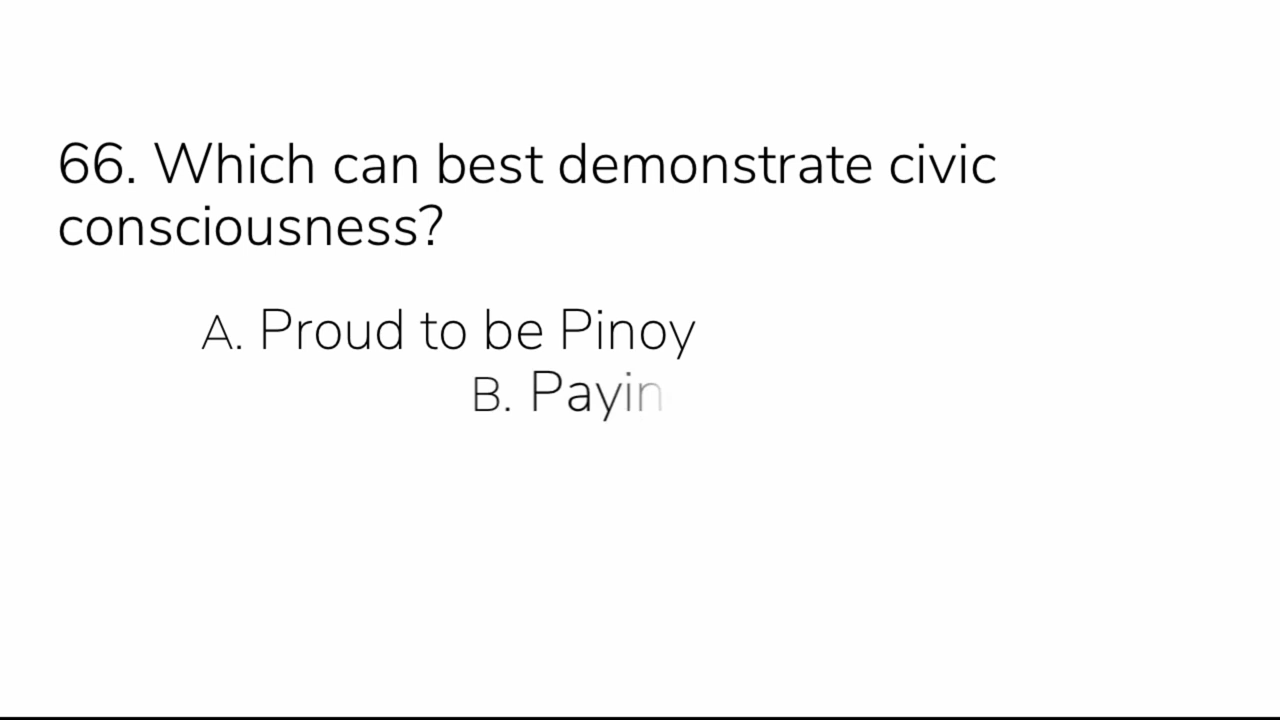 66. Which can best demonstrate civic
consciousness?
A. Proud to be Pinoy
B. Payin